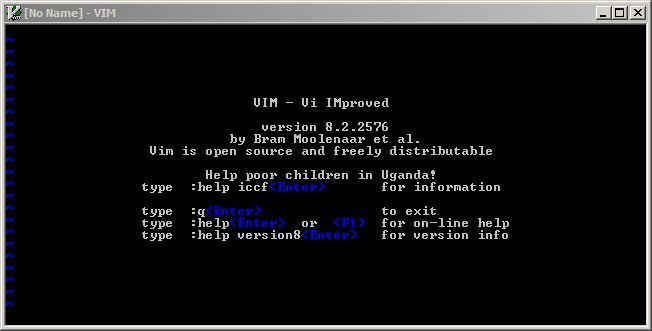 [No Name] - VIM
VIM - Vi IMproved
version 8.2.2576
by Bram Moolenaar et al.
Vim is open source and freely distributable
Help poor children in Uganda!
type :help iccf<Enter> for information
type :q<Enter> to exit
type :help<Enter> or <F1> for on-line help
type :help version8<Enter> for version info